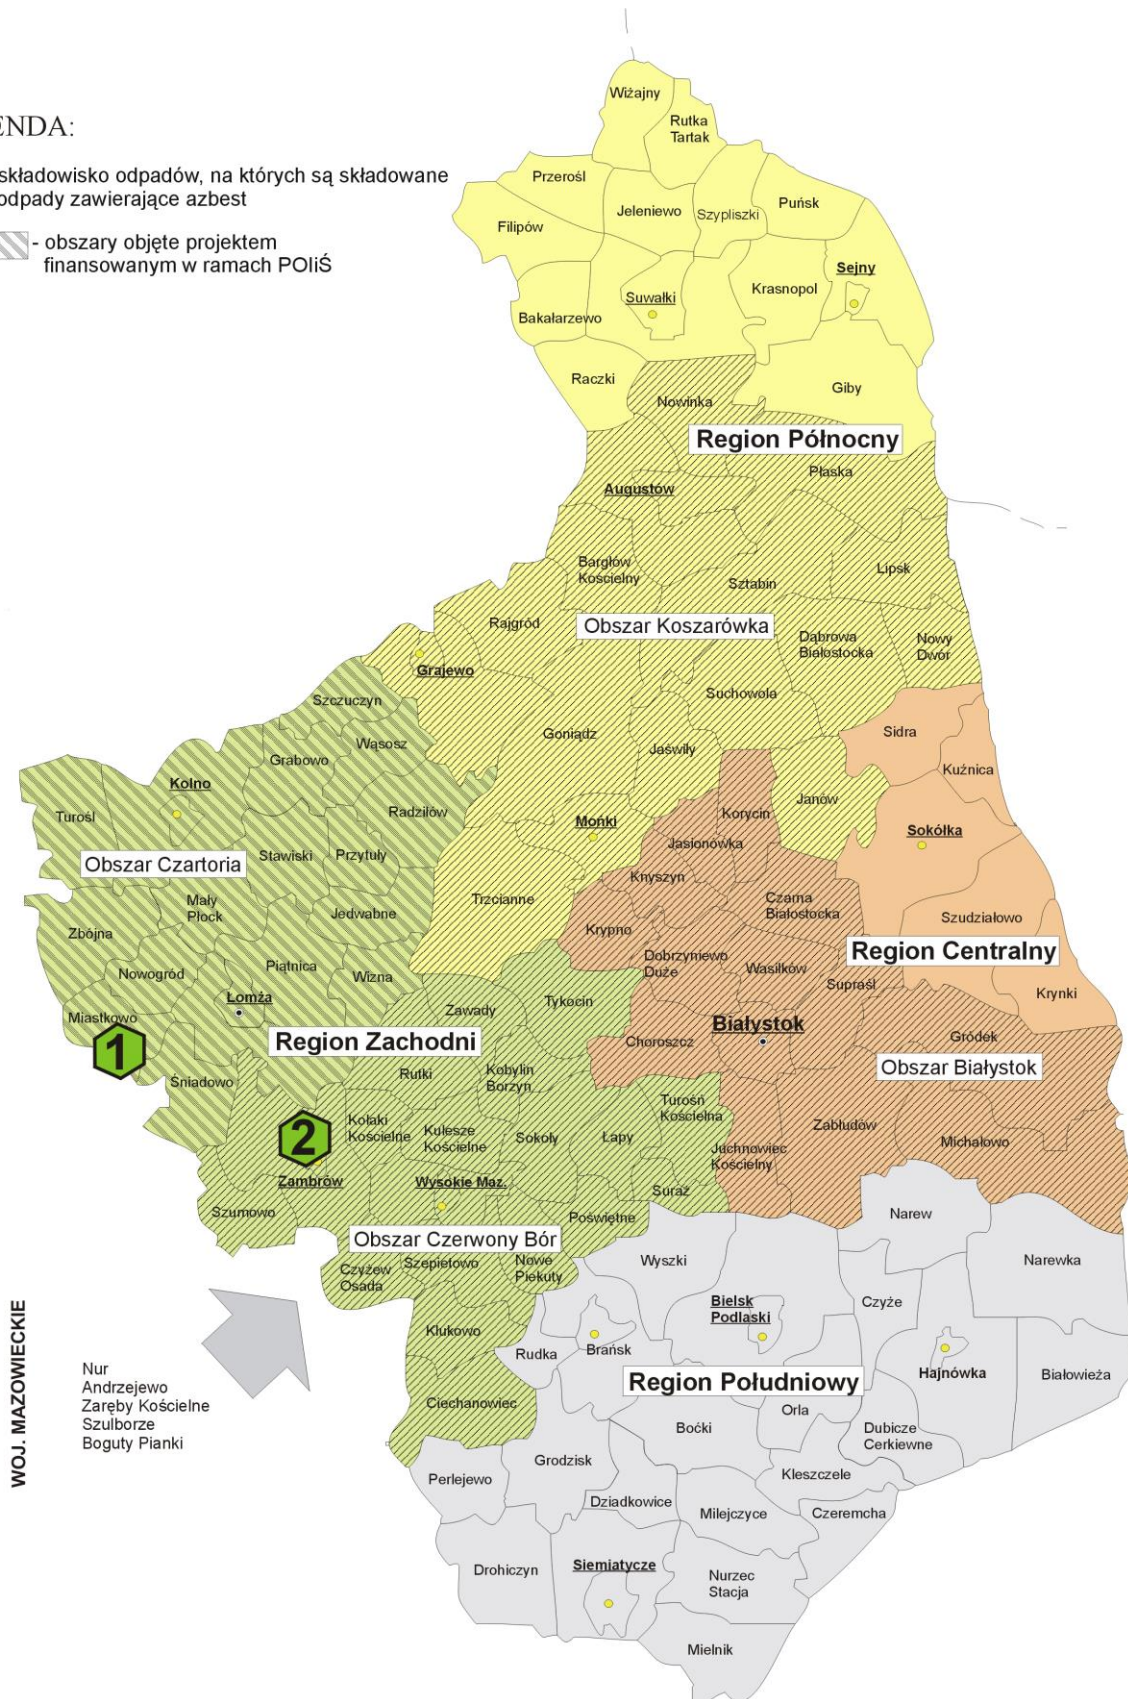 ENDA:
składowisko odpadów, na których są składowane
odpady zawierające azbest
- obszary objęte projektem
finansowanym w ramach POIiŚ
Wiżajny
Rutka
Tartak
Przerośl
Jeleniewo
Szypliszki
Puńsk
Filipów
Sejny
Krasnopol
Suwałki
Bakałarzewo
Raczki
Giby
Nowinka
Region Północny
Płaska
Augustów
Bargłów
Kościelny
Sztabin
Lipsk
Rajgród
Obszar Koszarówka
Dąbrowa
Białostocka
Nowy
Dwór
Grajewo
Szczuczyn
Suchowola
Sidra
Goniądz
Wąsosz
Jaświły
Grabowo
Kuźnica
Kolno
Turośl
Radziłów
Korycin
Janów
Mońki
Sokółka
Jasionówka
Obszar Czartoria
Stawiski
Przytuły
Knyszyn
Trzcianne
Mały
Płock
Czarna
Białostocka
Jedwabne
Szudziałowo
Zbójna
Krypno
Region Centralny
Nowogród
Piątnica
Wizna
Dobrzyniewo
Duże
Wasilków
Supraśl
Krynki
Łomża
Zawady
Tykocin
Miastkowo
Białystok
Gródek
1
Region Zachodni
Choroszcz
Obszar Białystok
Śniadowo
Rutki
Kobylin
Borzyn
Turośń
Kościelna
Kołaki
Kościelne
Kulesze
Kościelne
Sokoły
Łapy
Zabłudów
Michałowo
2
Juchnowiec
Kościelny
Zambrów
Wysokie Maz.
Suraż
Szumowo
Poświętne
Narew
Obszar Czerwony Bór
Czyżew
Osada
Szepietowo
Nowe
Piekuty
Wyszki
Narewka
Bielsk
Podlaski
Czyże
Klukowo
Rudka
Brańsk
Hajnówka
Białowieża
Region Południowy
WOJ. MAZOWIECKIE
Nur
Andrzejewo
Zaręby Kościelne
Szulborze
Boguty Pianki
Ciechanowiec
Orla
Boćki
Dubicze
Cerkiewne
Perlejewo
Grodzisk
Kleszczele
Dziadkowice
Milejczyce
Czeremcha
Drohiczyn
Siemiatycze
Nurzec
Stacja
Mielnik